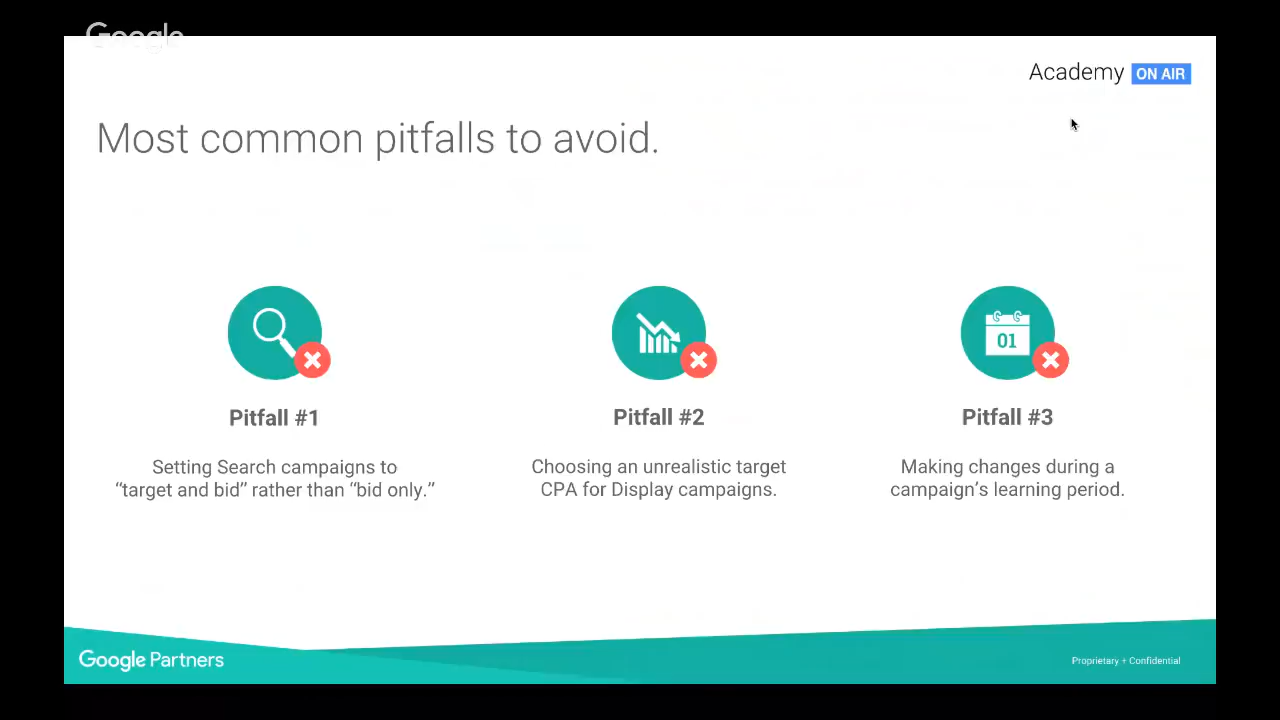 Google
Academy ON AIR
Most common pitfalls to avoid.
01
Pitfall #1
Pitfall #2
Pitfall #3
Setting Search campaigns to
“target and bid” rather than “bid only.”
Choosing an unrealistic target
CPA for Display campaigns.
Making changes during a
campaign’s learning period.
Google Partners
Proprietary + Confidential